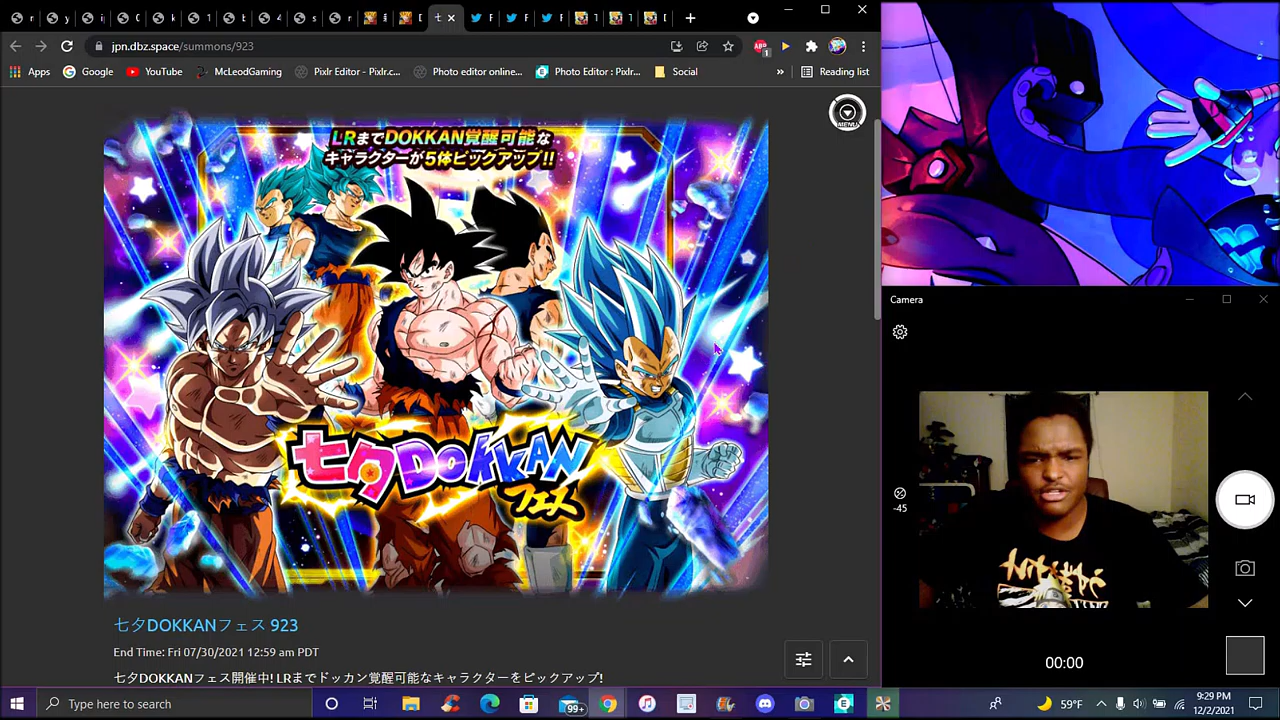 jpn.dbz.space/summons/923
Apps Google YouTube McLeodGaming Pixlr Editor - Pixlr.c... Photo editor online... Photo Editor : Pixlr... Social » Reading list
MENU
LRまでDOKKAN覚醒可能な
キャラクターが5体ピックアップ!!
七夕DOKKAN
フェス
七夕DOKKANフェス 923
End Time: Fri 07/30/2021 12:59 am PDT
七夕DOKKANフェス開催中! LRまでドッカン覚醒可能なキャラクターをピックアップ!
Camera
-45
00:00
Type here to search
99+
59°F
9:29 PM
12/2/2021